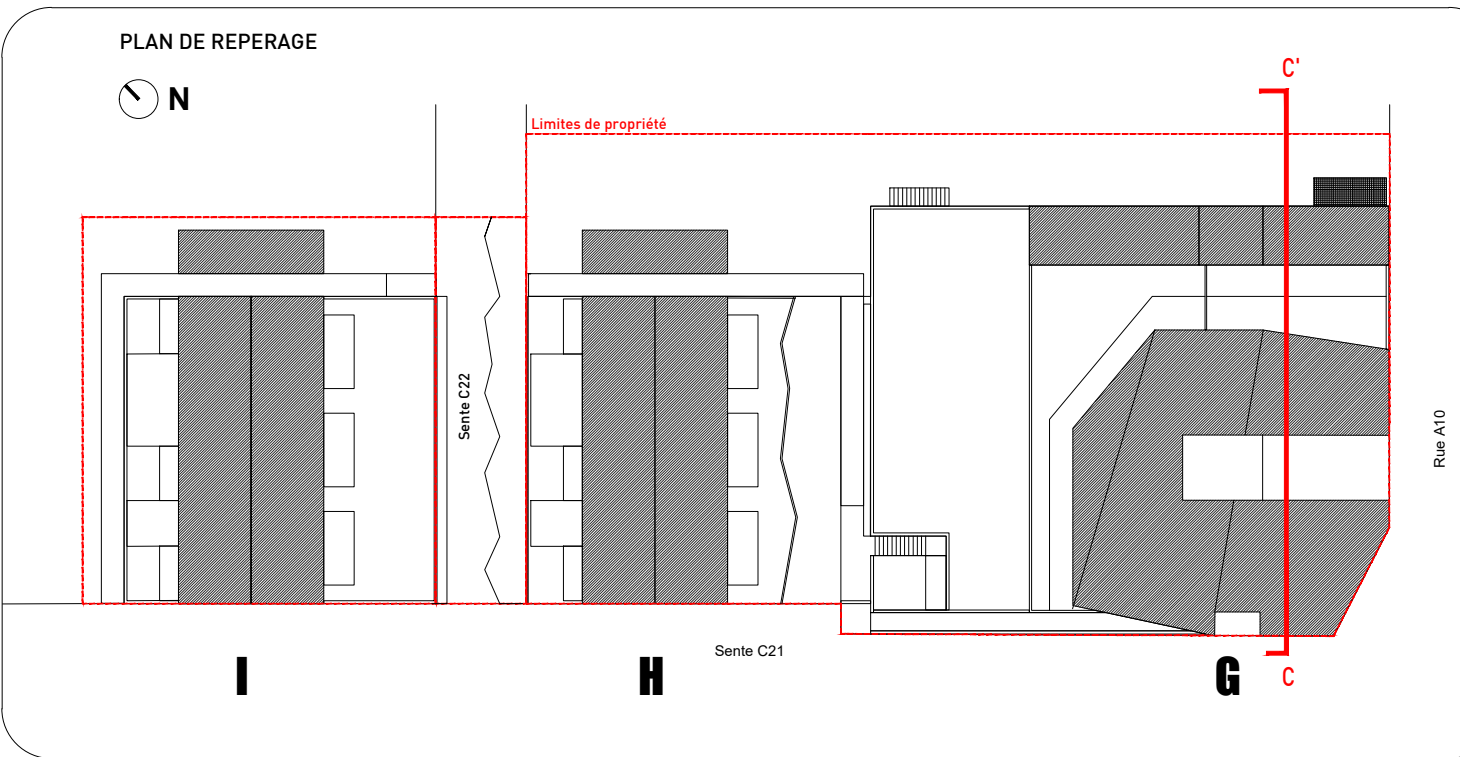 PLAN DE REPERAGE
N
C'
Limites de propriété
Sente C22
Rue A10
Sente C21
I
H
G
C